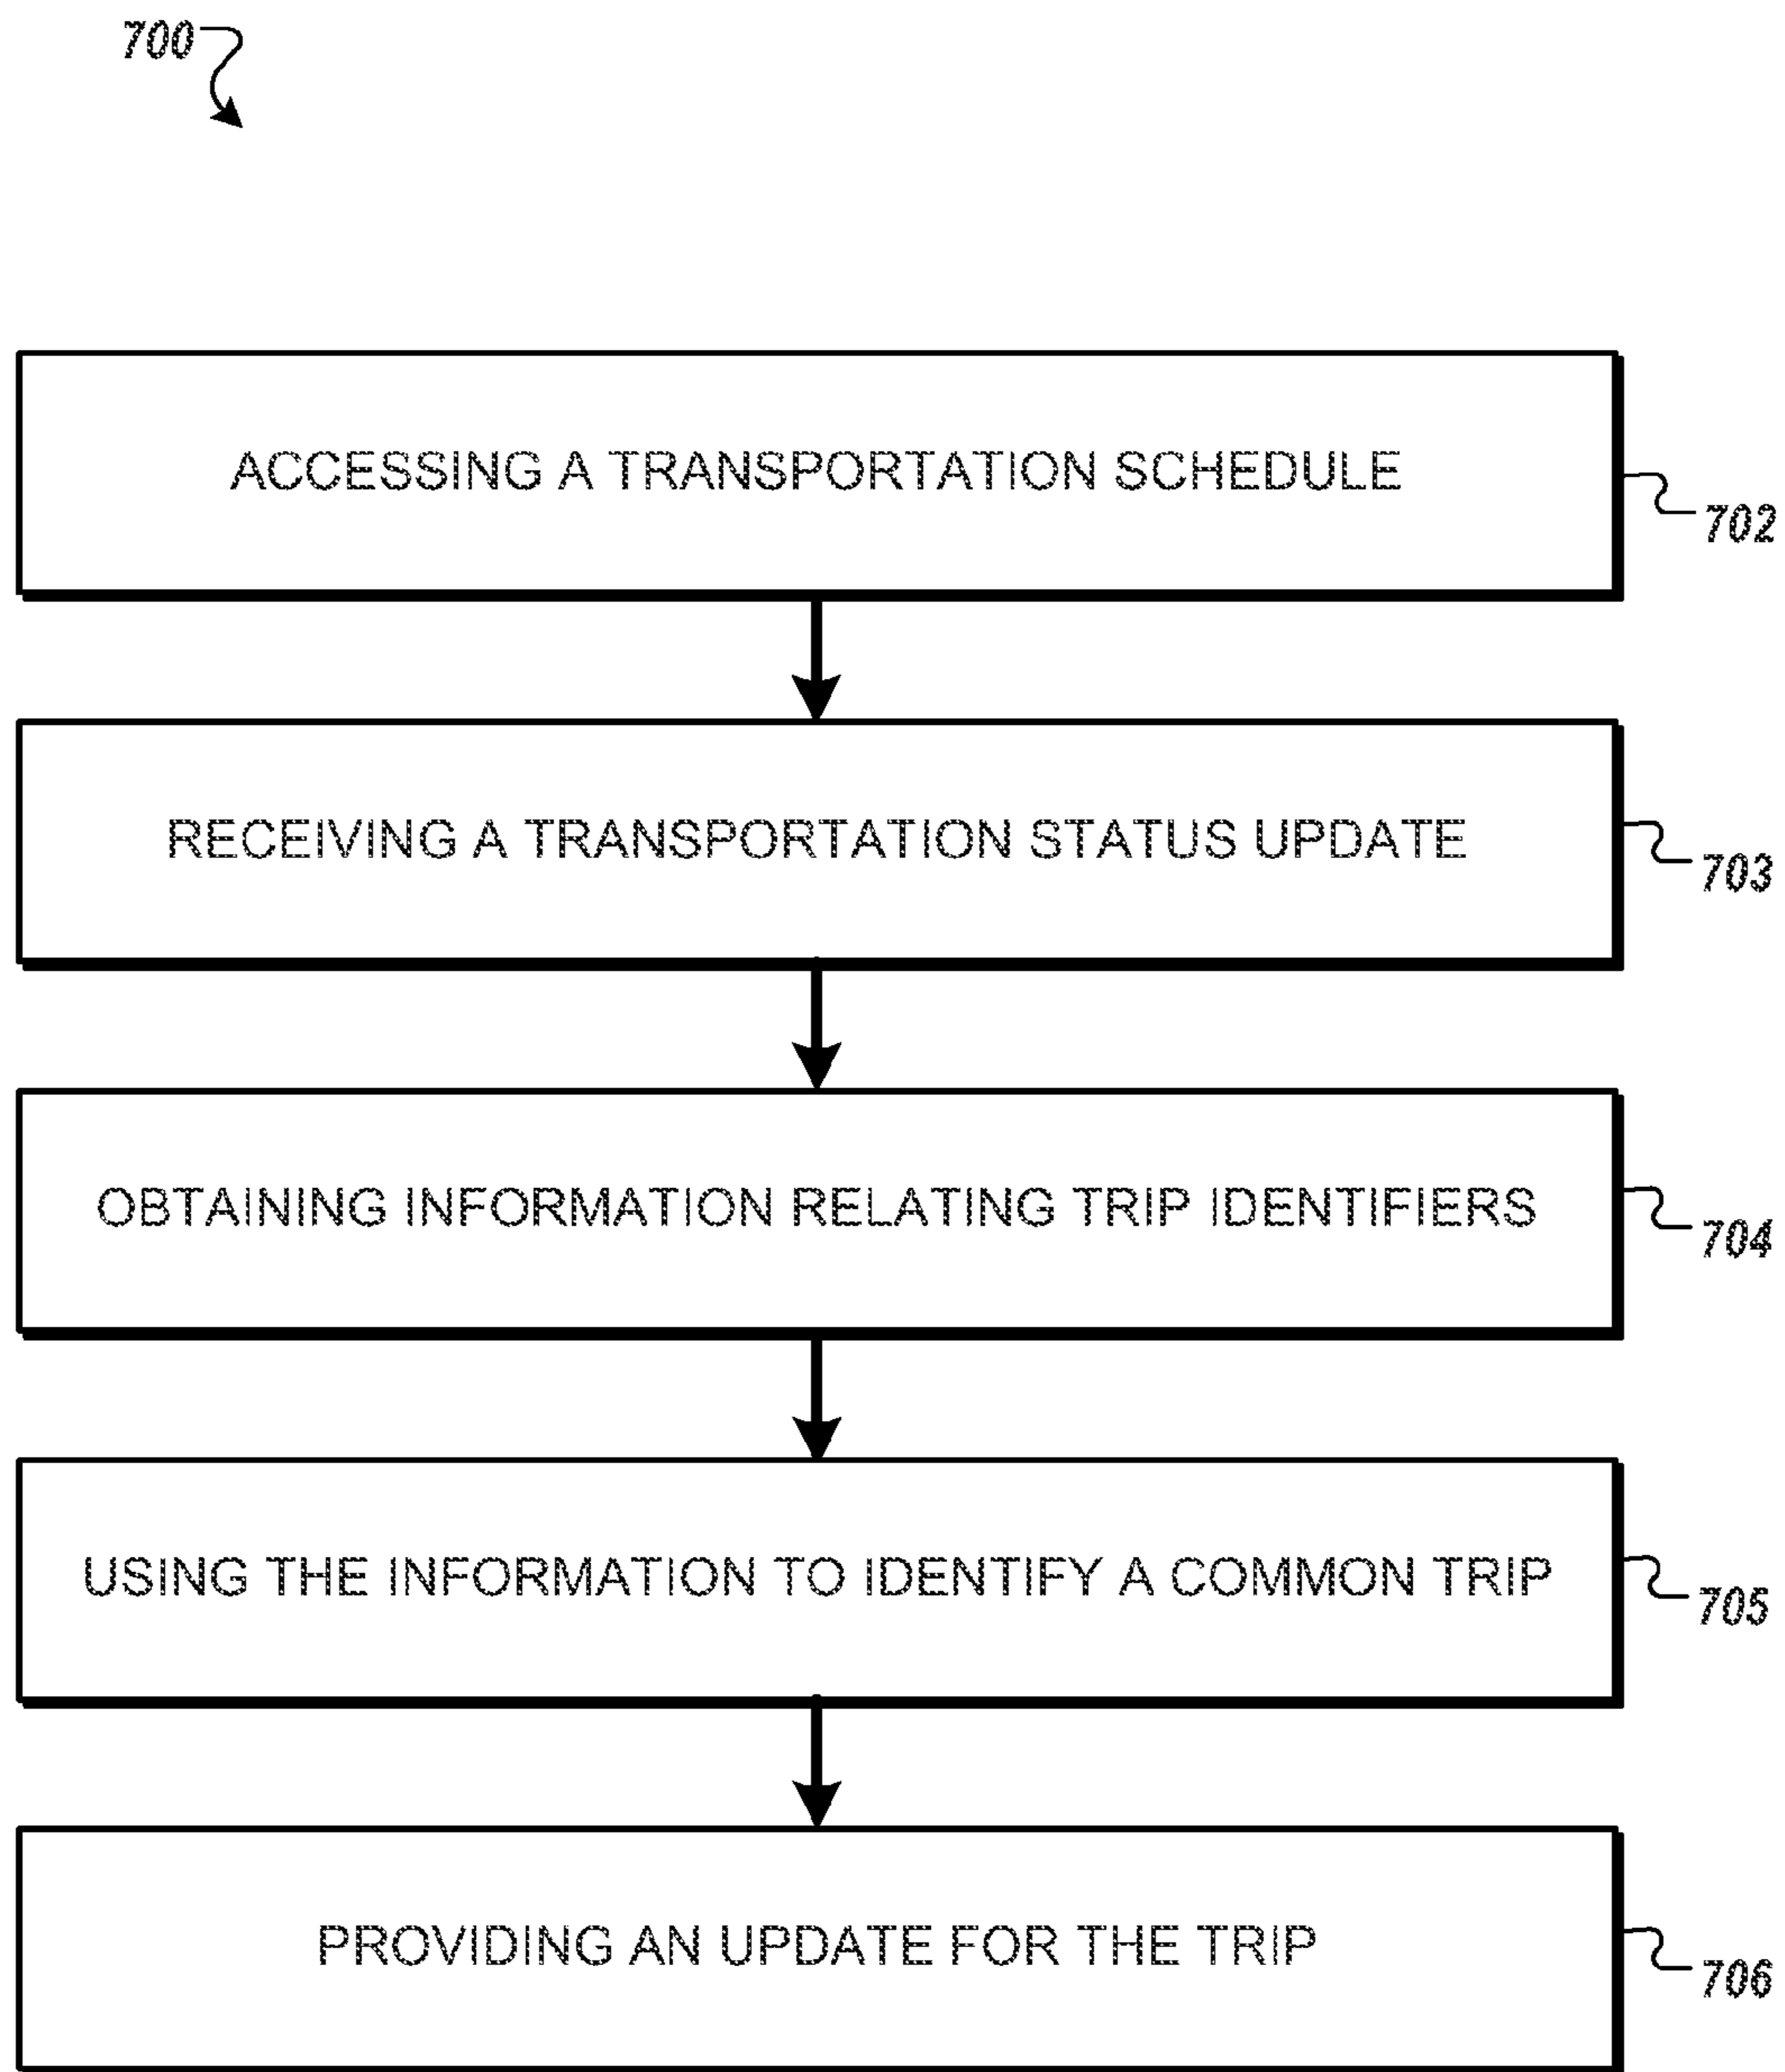 700
ACCESSING A TRANSPORTATION SCHEDULE
702
RECEIVING A TRANSPORTATION STATUS UPDATE
703
OBTAINING INFORMATION RELATING TRIP IDENTIFIERS
704
USING THE INFORMATION TO IDENTIFY A COMMON TRIP
705
PROVIDING AN UPDATE FOR THE TRIP
706